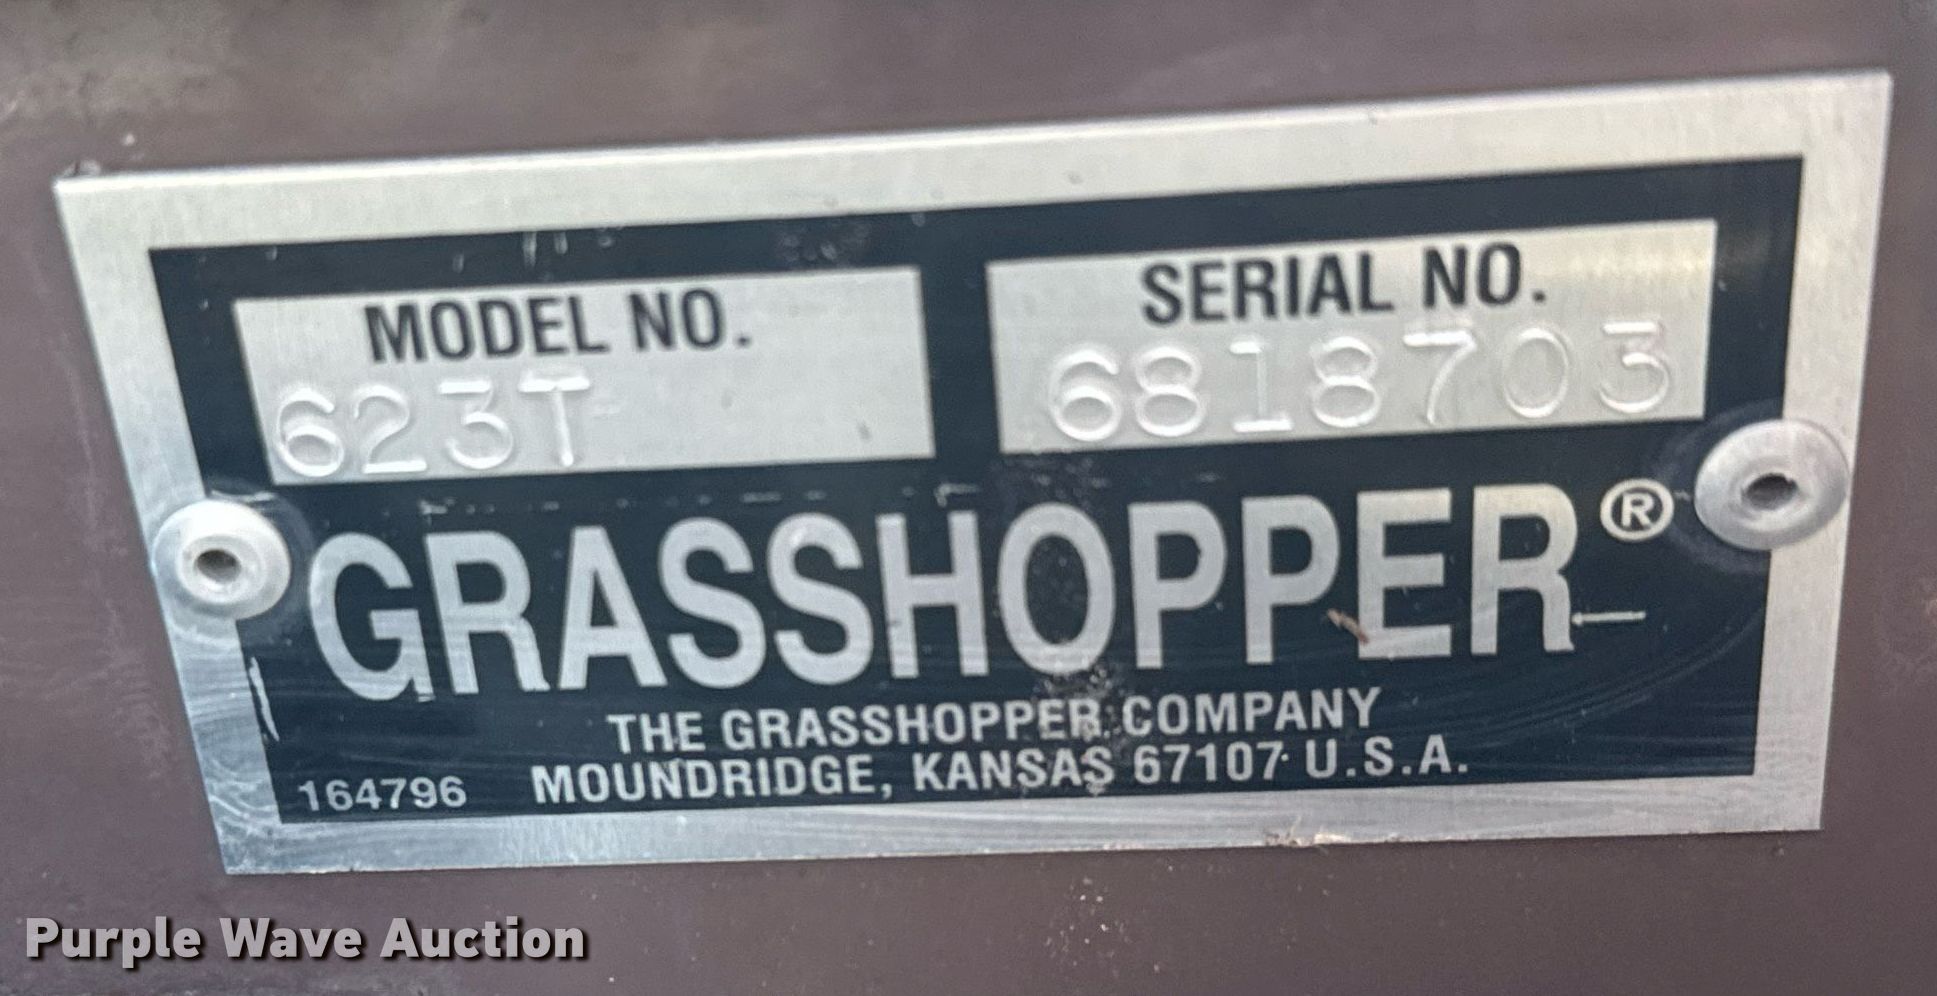 MODEL NO.
623T
SERIAL NO.
6818703
GRASSHOPPER®
THE GRASSHOPPER COMPANY
MOUNDRIDGE, KANSAS 67107 U.S.A.
164796
Purple Wave Auction